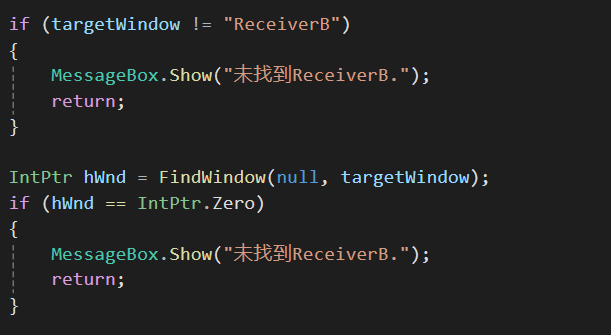 if (targetWindow != "ReceiverB")
{
    MessageBox.Show("未找到ReceiverB.");
    return;
}

IntPtr hWnd = FindWindow(null, targetWindow);
if (hWnd == IntPtr.Zero)
{
    MessageBox.Show("未找到ReceiverB.");
    return;
}